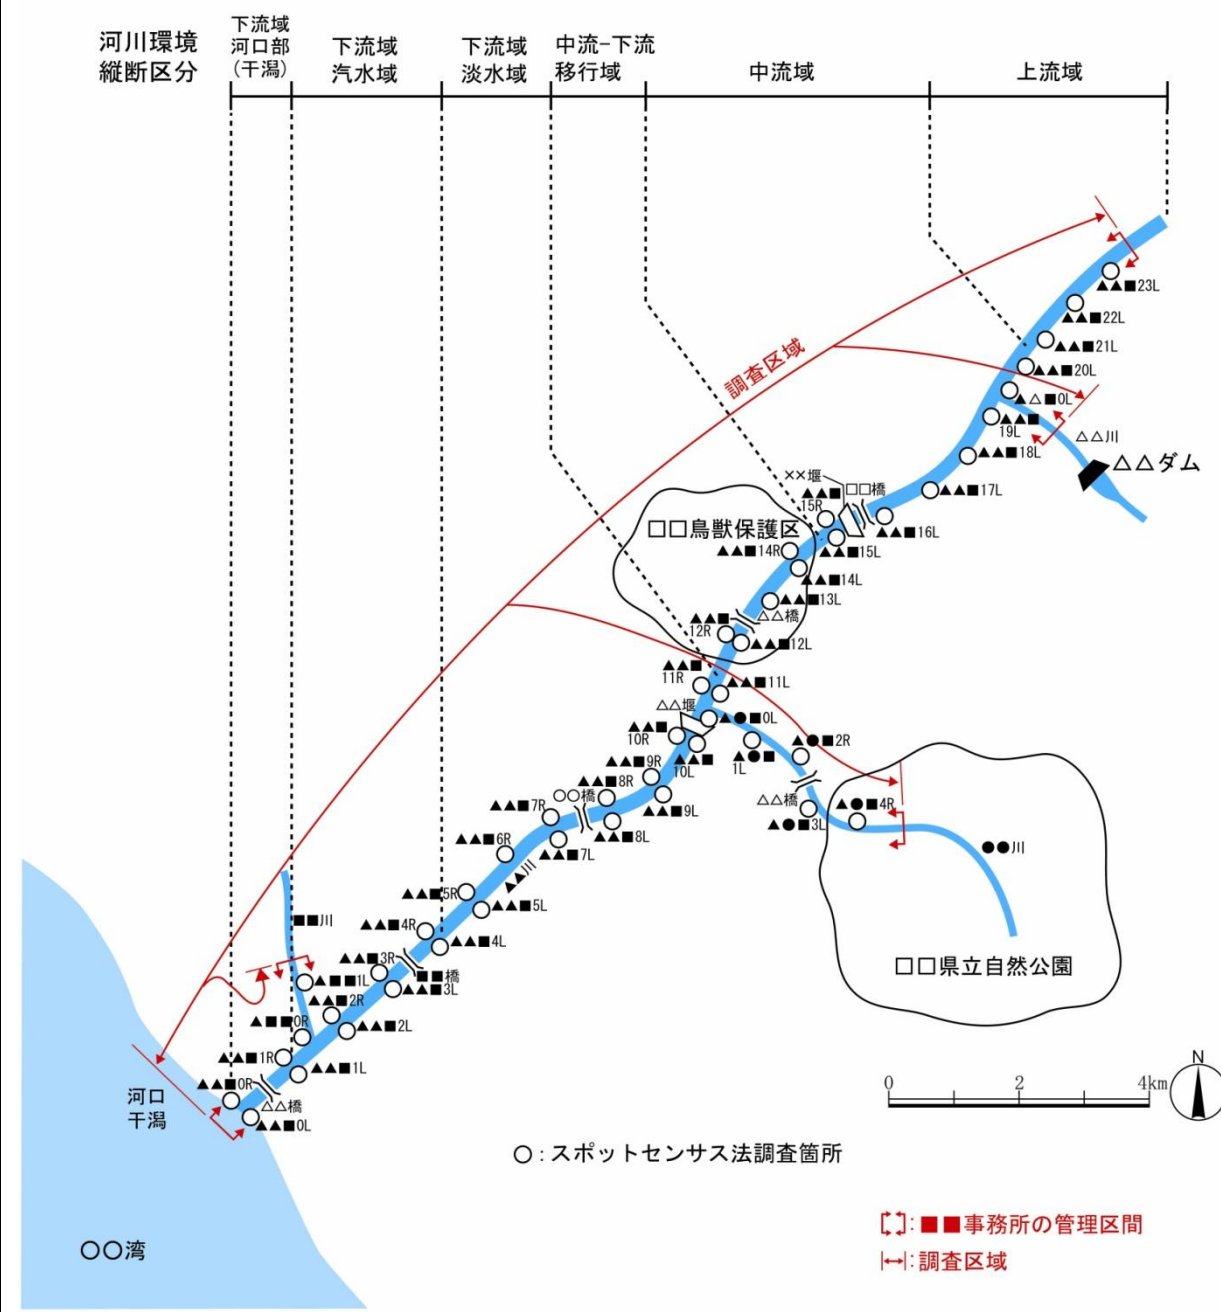 河川環境
縦断区分
下流域
河口部
(干潟)
下流域
汽水域
下流域
淡水域
中流−下流
移行域
中流域
上流域
調査区域
▲▲■23L
▲▲■22L
▲▲■21L
▲▲■20L
▲△■0L
▲▲■
19L
△△川
△△ダム
▲▲■18L
▲▲■17L
××堰
□□橋
▲▲■
15R
▲▲■16L
□□鳥獣保護区
▲▲■15L
▲▲■14R
▲▲■14L
▲▲■13L
△△橋
▲▲■
12R
▲▲■12L
▲▲■
11R
▲▲■11L
△△堰
▲●■0L
▲▲■
10R
▲▲■
10L
▲●■
1L
▲●■2R
▲▲■9R
▲▲■9L
▲▲■8R
○○橋
▲▲■8L
▲▲■7R
▲▲■7L
△△橋
▲●■3L
▲●■4R
●●川
▲▲■6R
▲▲川
▲▲■5R
▲▲■5L
▲▲■4R
▲▲■4L
■■川
▲▲■3R
■■橋
▲▲■3L
▲■■1L
▲▲■2R
▲▲■2L
▲■■0R
▲▲■1R
▲▲■1L
▲▲■0R
△△橋
▲▲■0L
河口
干潟
□□県立自然公園
N
0 2 4km
○:スポットセンサス法調査箇所
○○湾
:■■事務所の管理区間
:調査区域